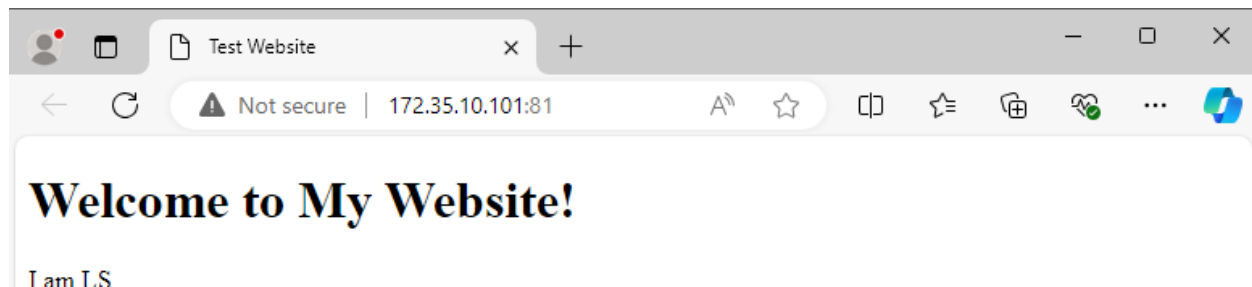 Test Website
Not secure | 172.35.10.101:81
Welcome to My Website!
I am LS